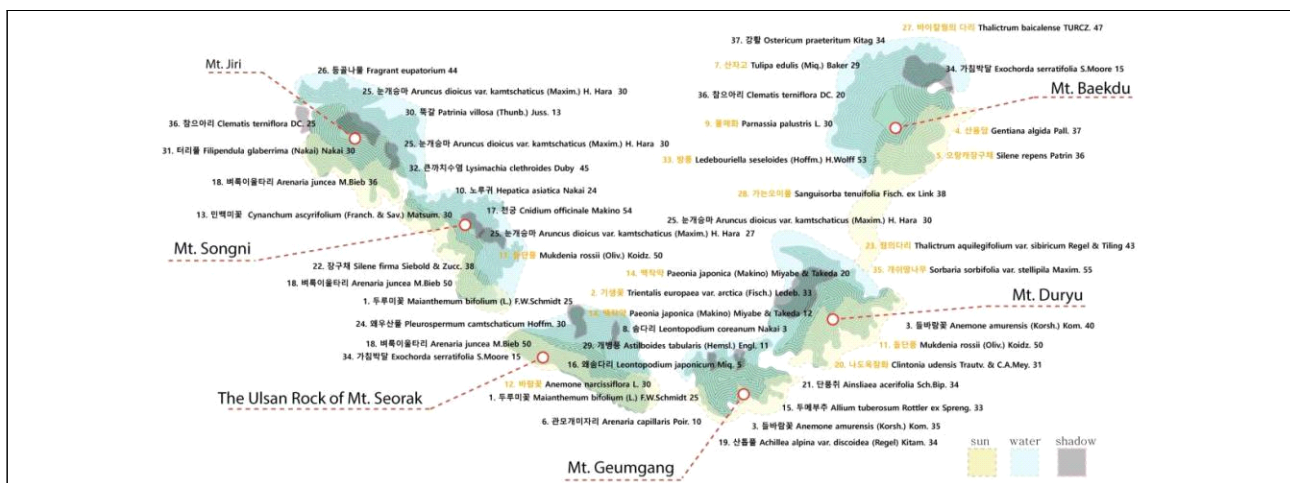 27. 바이칼꿩의 다리 Thalictrum baicalense TURCZ. 47
37. 강활 Ostericum praeteritum Kitag 34
Mt. Jiri
7. 산자고 Tulipa edulis (Miq.) Baker 29
26. 등골나물 Fragrant eupatorium 44
34. 가침박달 Exochorda serratifolia S.Moore 15
Mt. Baekdu
25. 눈개승마 Aruncus dioicus var. kamtschaticus (Maxim.) H. Hara 30
36. 참으아리 Clematis terniflora DC. 20
30. 뚝갈 Patrinia villosa (Thunb.) Juss. 13
36. 참으아리 Clematis terniflora DC. 25
9. 물매화 Parnassia palustris L. 30
4. 산용담 Gentiana algida Pall. 37
25. 눈개승마 Aruncus dioicus var. kamtschaticus (Maxim.) H. Hara 30
31. 터리풀 Filipendula glaberrima (Nakai) Nakai 30
5. 오랑캐장구채 Silene repens Patrin 36
33. 방풍 Ledebouriella seseloides (Hoffm.) H.Wolff 53
32. 큰까치수염 Lysimachia clethroides Duby 45
18. 벼룩이울타리 Arenaria juncea M.Bieb 36
10. 노루귀 Hepatica asiatica Nakai 24
28. 가는오이풀 Sanguisorba tenuifolia Fisch. ex Link 38
17. 천궁 Cnidium officinale Makino 54
13. 민백미꽃 Cynanchum ascyrifolium (Franch. & Sav.) Matsum. 30
25. 눈개승마 Aruncus dioicus var. kamtschaticus (Maxim.) H. Hara 30
25. 눈개승마 Aruncus dioicus var. kamtschaticus (Maxim.) H. Hara 27
Mt. Songni
23. 꿩의다리 Thalictrum aquilegifolium var. sibiricum Regel & Tiling 43
11. 돌단풍 Mukdenia rossii (Oliv.) Koidz. 50
22. 장구채 Silene firma Siebold & Zucc. 38
14. 백작약 Paeonia japonica (Makino) Miyabe & Takeda 20
35. 개쉬땅나무 Sorbaria sorbifolia var. stellipila Maxim. 55
18. 벼룩이울타리 Arenaria juncea M.Bieb 50
2. 기생꽃 Trientalis europaea var. arctica (Fisch.) Ledeb. 33
Mt. Duryu
1. 두루미꽃 Maianthemum bifolium (L.) F.W.Schmidt 25
14. 백작약 Paeonia japonica (Makino) Miyabe & Takeda 12
24. 왜우산풀 Pleurospermum camtschaticum Hoffm. 30
8. 솜다리 Leontopodium coreanum Nakai 3
3. 들바람꽃 Anemone amurensis (Korsh.) Kom. 40
18. 벼룩이울타리 Arenaria juncea M.Bieb 50
29. 개병풍 Astilboides tabularis (Hemsl.) Engl. 11
11. 돌단풍 Mukdenia rossii (Oliv.) Koidz. 50
34. 가침박달 Exochorda serratifolia S.Moore 15
16. 왜솜다리 Leontopodium japonicum Miq. 5
20. 나도옥잠화 Clintonia udensis Trautv. & C.A.Mey. 31
12. 바람꽃 Anemone narcissiflora L. 30
21. 단풍취 Ainsliaea acerifolia Sch.Bip. 34
The Ulsan Rock of Mt. Seorak
1. 두루미꽃 Maianthemum bifolium (L.) F.W.Schmidt 25
15. 두메부추 Allium tuberosum Rottler ex Spreng. 33
6. 관모개미자리 Arenaria capillaris Poir. 10
3. 들바람꽃 Anemone amurensis (Korsh.) Kom. 35
19. 산톱풀 Achillea alpina var. discoidea (Regel) Kitam. 34
sun water shadow
Mt. Geumgang